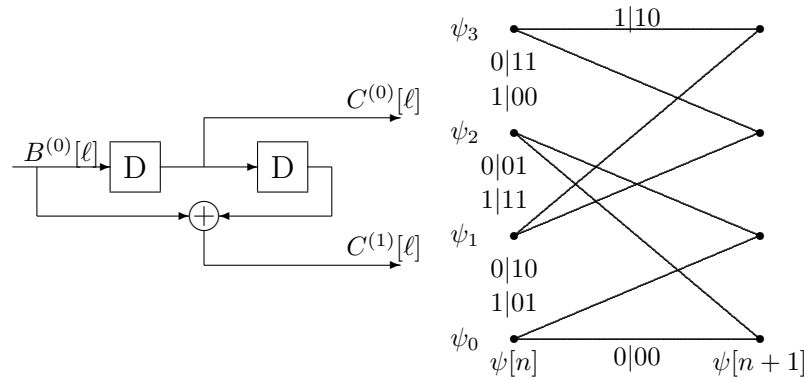 C^{(0)}[ℓ]
B^{(0)}[ℓ]
D
D
+
C^{(1)}[ℓ]
ψ₃
1|10
0|11
1|00
ψ₂
0|01
1|11
ψ₁
0|10
1|01
ψ₀
0|00
ψ[n]
ψ[n + 1]